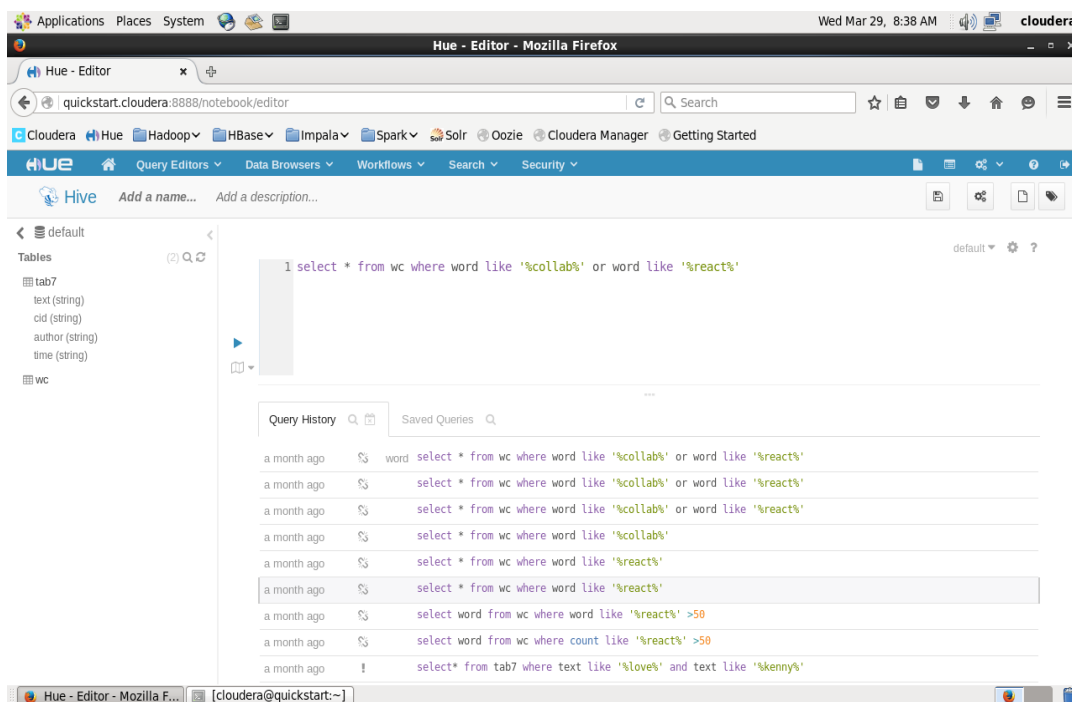 Applications Places System Wed Mar 29, 8:38 AM cloudera
Hue - Editor - Mozilla Firefox
Hue - Editor
quickstart.cloudera:8888/notebook/editor Search
Cloudera Hue Hadoop HBase Impala Spark Solr Oozie Cloudera Manager Getting Started
HUE Query Editors Data Browsers Workflows Search Security
Hive Add a name... Add a description...
default
default
Tables (2)
1 select * from wc where word like '%collab%' or word like '%react%'
tab7
text (string)
cid (string)
author (string)
time (string)
wc
Query History Saved Queries
a month ago word select * from wc where word like '%collab%' or word like '%react%'
a month ago select * from wc where word like '%collab%' or word like '%react%'
a month ago select * from wc where word like '%collab%' or word like '%react%'
a month ago select * from wc where word like '%collab%'
a month ago select * from wc where word like '%react%'
a month ago select * from wc where word like '%react%'
a month ago select word from wc where word like '%react%' >50
a month ago select word from wc where count like '%react%' >50
a month ago ! select* from tab7 where text like '%love%' and text like '%kenny%'
Hue - Editor - Mozilla F... [cloudera@quickstart:~]